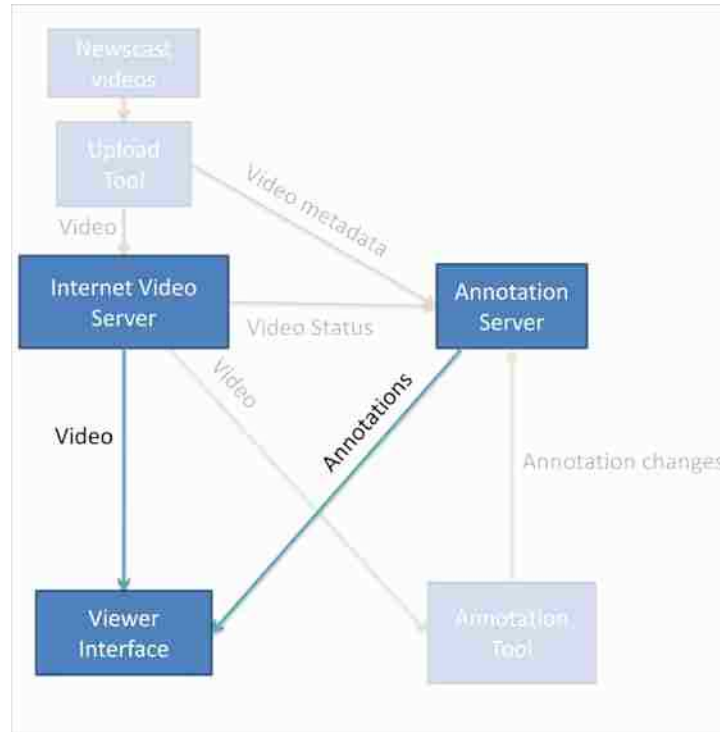 Newscast
videos
Upload
Tool
Video
Video metadata
Internet Video
Server
Video Status
Annotation
Server
Video
Video
Annotations
Annotation changes
Viewer
Interface
Annotation
Tool